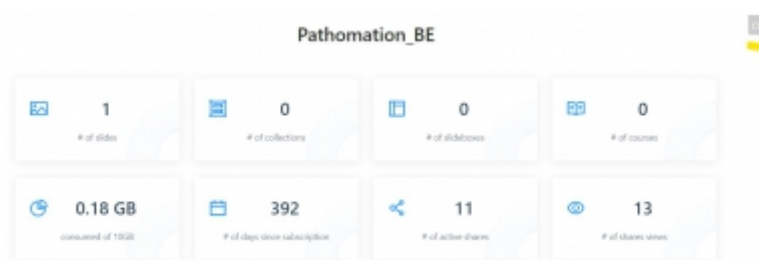 Pathomation_BE
1
# of slides
0
# of collections
0
# of slideboxes
0
# of courses
0.18 GB
consumed of 10GB
392
# of days since subscription
11
# of active shares
13
# of shares views